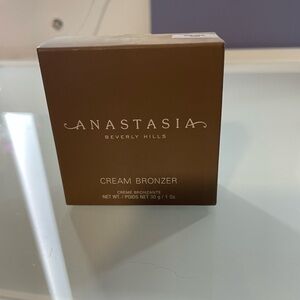 ANASTASIA
BEVERLY HILLS
CREAM BRONZER
CRÈME BRONZANTE
NET WT. / POIDS NET 30 g / 1 Oz.